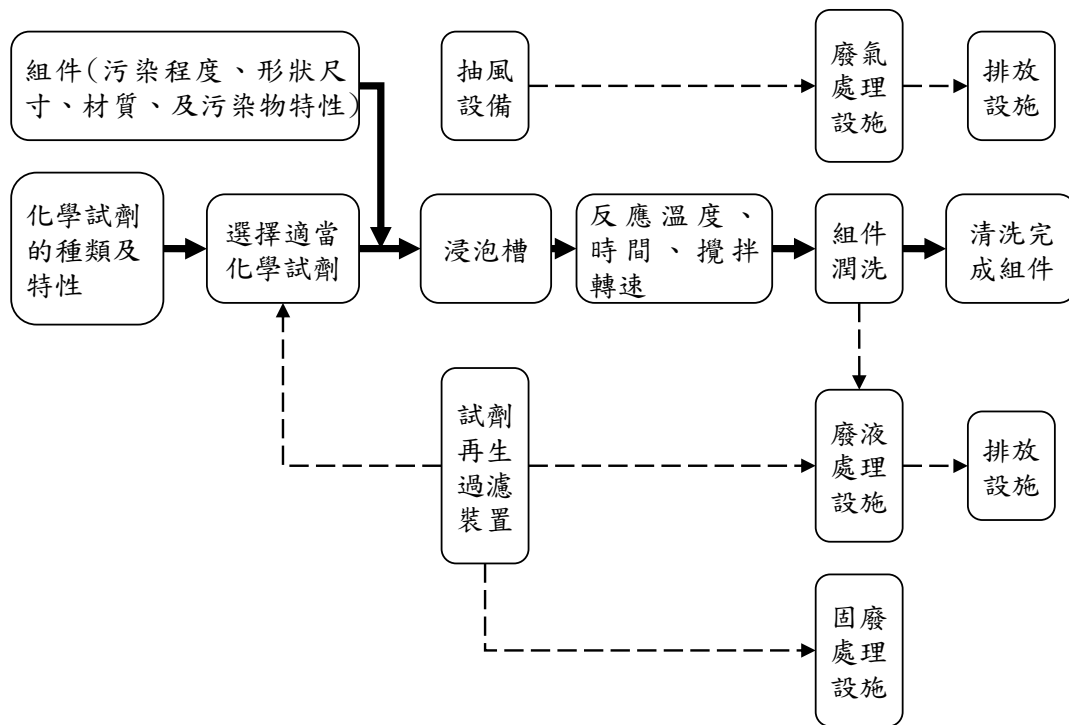 組件(污染程度、形狀尺
寸、材質、及污染物特性)
抽風
設備
廢氣
處理
設施
排放
設施
化學試劑
的種類及
特性
選擇適當
化學試劑
浸泡槽
反應溫度、
時間、攪拌
轉速
組件
潤洗
清洗完
成組件
試劑
再生
過濾
裝置
廢液
處理
設施
排放
設施
固廢
處理
設施